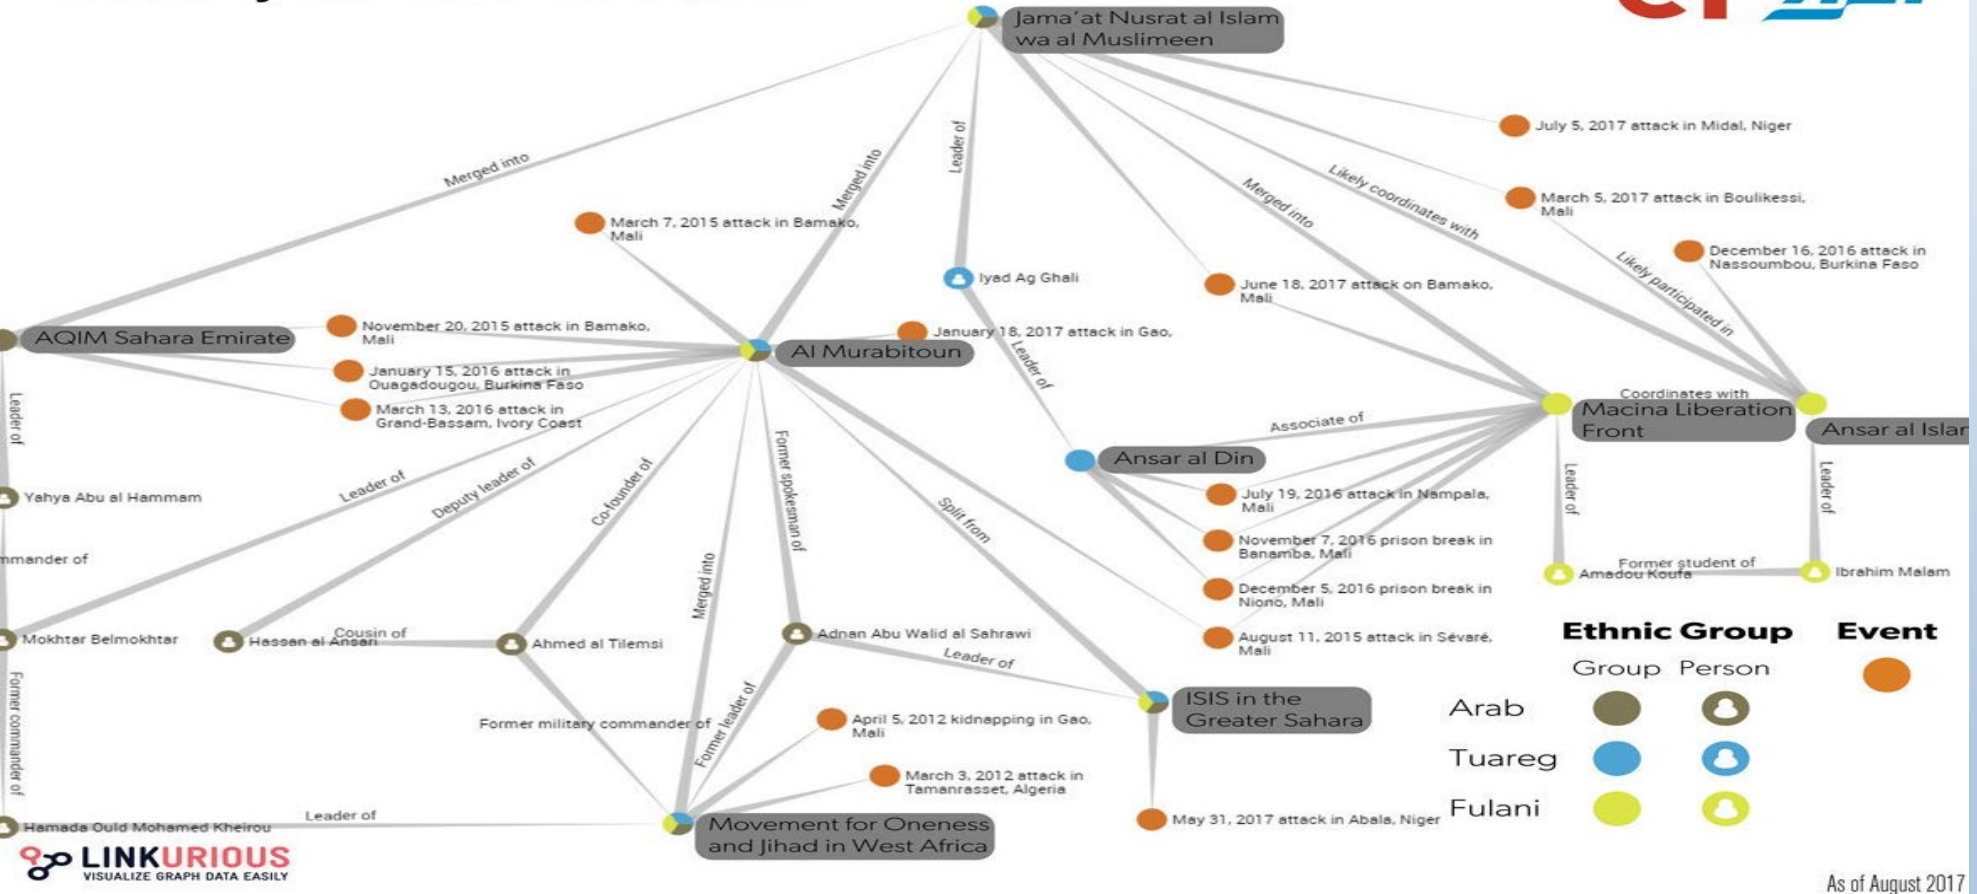 Jama´at Nusrat al Islam
wa al Muslimeen
July 5, 2017 attack in Midal, Niger
Merged into
Merged into
Leader of
Merged into
Likely coordinates with
March 5, 2017 attack in Boulikessi,
Mali
March 7, 2015 attack in Bamako,
Mali
December 16, 2016 attack in
Nassoumbou, Burkina Faso
Likely participated in
Iyad Ag Ghali
June 18, 2017 attack on Bamako,
Mali
AQIM Sahara Emirate
November 20, 2015 attack in Bamako,
Mali
January 18, 2017 attack in Gao,
Al Murabitoun
January 15, 2016 attack in
Ouagadougou, Burkina Faso
Leader of
March 13, 2016 attack in
Grand-Bassam, Ivory Coast
Leader of
Coordinates with
Macina Liberation
Front
Ansar al Islam
Associate of
Ansar al Din
Yahya Abu al Hammam
Leader of
Deputy leader of
Co-founder of
Former spokesman of
Split from
July 19, 2016 attack in Nampala,
Mali
Leader of
Leader of
November 7, 2016 prison break in
Banamba, Mali
mmander of
Merged into
December 5, 2016 prison break in
Niono, Mali
Former student of
Amadou Koufa
Ibrahim Malam
Mokhtar Belmokhtar
Cousin of
Hassan al Ansari
Ahmed al Tilemsi
Adnan Abu Walid al Sahrawi
Leader of
August 11, 2015 attack in Sévaré,
Mali
Ethnic Group
Event
Group
Person
Arab
Tuareg
Fulani
ISIS in the
Greater Sahara
Former commander of
Former military commander of
Former leader of
April 5, 2012 kidnapping in Gao,
Mali
March 3, 2012 attack in
Tamanrasset, Algeria
May 31, 2017 attack in Abala, Niger
Hamada Ould Mohamed Kheirou
Leader of
Movement for Oneness
and Jihad in West Africa
LINKURIOUS
VISUALIZE GRAPH DATA EASILY
As of August 2017